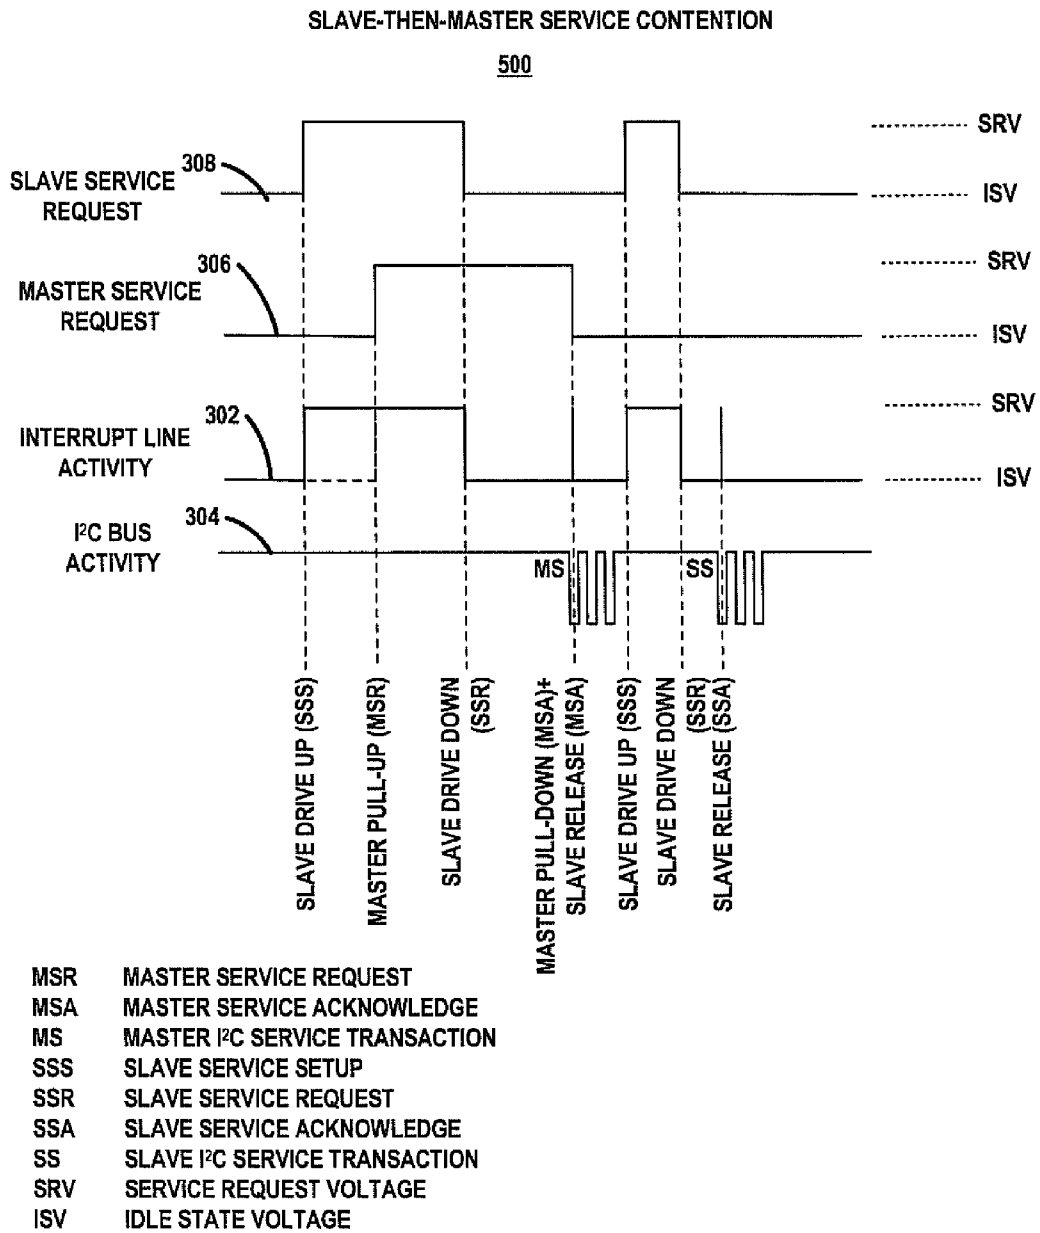 SLAVE-THEN-MASTER SERVICE CONTENTION
500
SRV
308
SLAVE SERVICE
REQUEST
ISV
306
SRV
MASTER SERVICE
REQUEST
ISV
302
SRV
INTERRUPT LINE
ACTIVITY
ISV
304
I²C BUS
ACTIVITY
MS
SS
SLAVE DRIVE UP (SSS)
MASTER PULL-UP (MSR)
SLAVE DRIVE DOWN
(SSR)
MASTER PULL-DOWN (MSA)+
SLAVE RELEASE (MSA)
SLAVE DRIVE UP (SSS)
SLAVE DRIVE DOWN
(SSR)
SLAVE RELEASE (SSA)
MSR MASTER SERVICE REQUEST
MSA MASTER SERVICE ACKNOWLEDGE
MS MASTER I²C SERVICE TRANSACTION
SSS SLAVE SERVICE SETUP
SSR SLAVE SERVICE REQUEST
SSA SLAVE SERVICE ACKNOWLEDGE
SS SLAVE I²C SERVICE TRANSACTION
SRV SERVICE REQUEST VOLTAGE
ISV IDLE STATE VOLTAGE